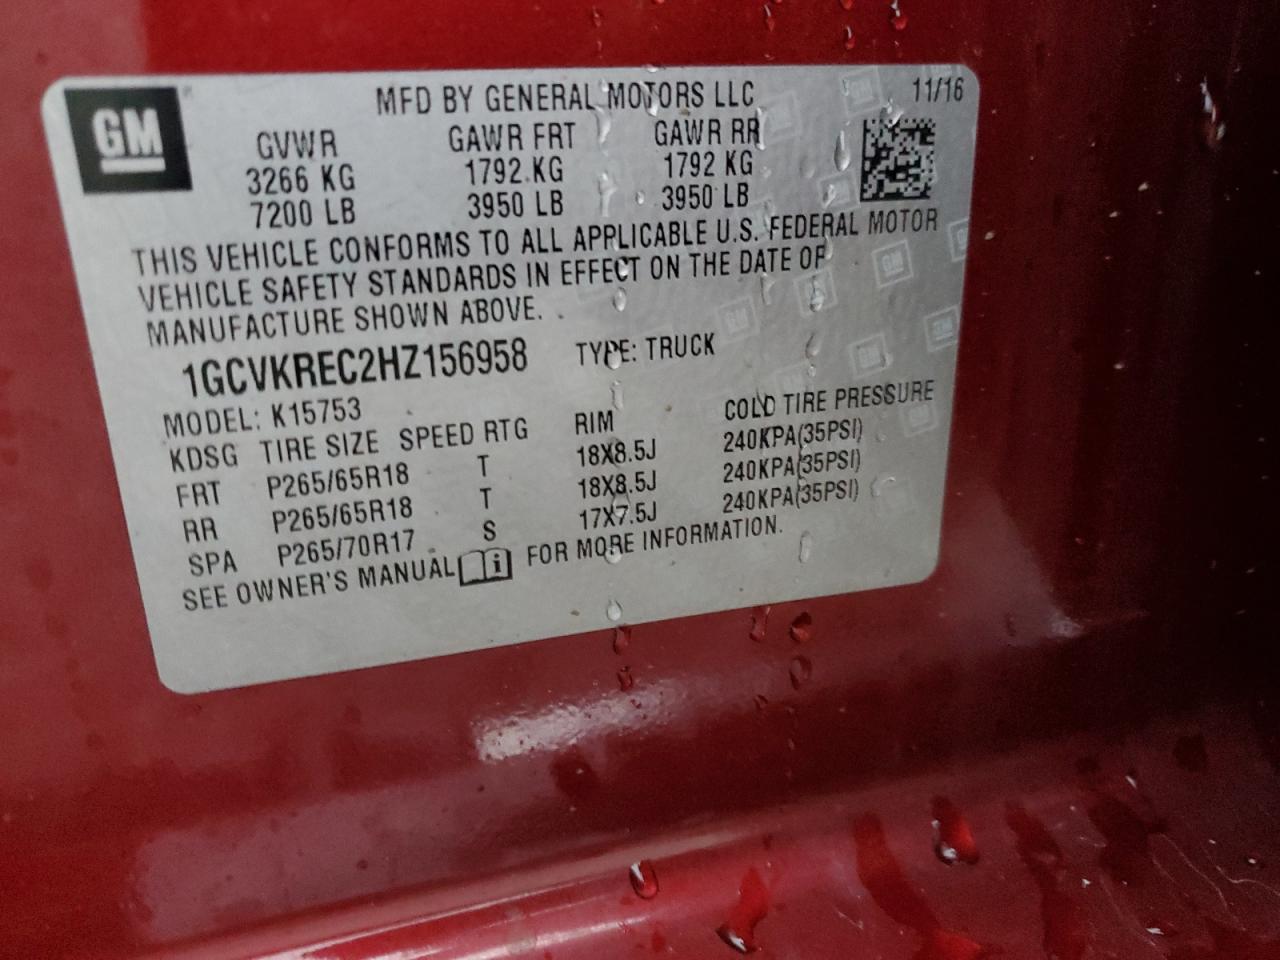 GM
MFD BY GENERAL MOTORS LLC 11/16
GVWR GAWR FRT GAWR RR
3266 KG 1792 KG 1792 KG
7200 LB 3950 LB 3950 LB
THIS VEHICLE CONFORMS TO ALL APPLICABLE U.S. FEDERAL MOTOR
VEHICLE SAFETY STANDARDS IN EFFECT ON THE DATE OF
MANUFACTURE SHOWN ABOVE.
1GCVKREC2HZ156958 TYPE: TRUCK
MODEL: K15753
KDSG TIRE SIZE SPEED RTG RIM COLD TIRE PRESSURE
FRT P265/65R18 T 18X8.5J 240KPA(35PSI)
RR P265/65R18 T 18X8.5J 240KPA(35PSI)
SPA P265/70R17 S 17X7.5J 240KPA(35PSI)
SEE OWNER'S MANUAL i FOR MORE INFORMATION.